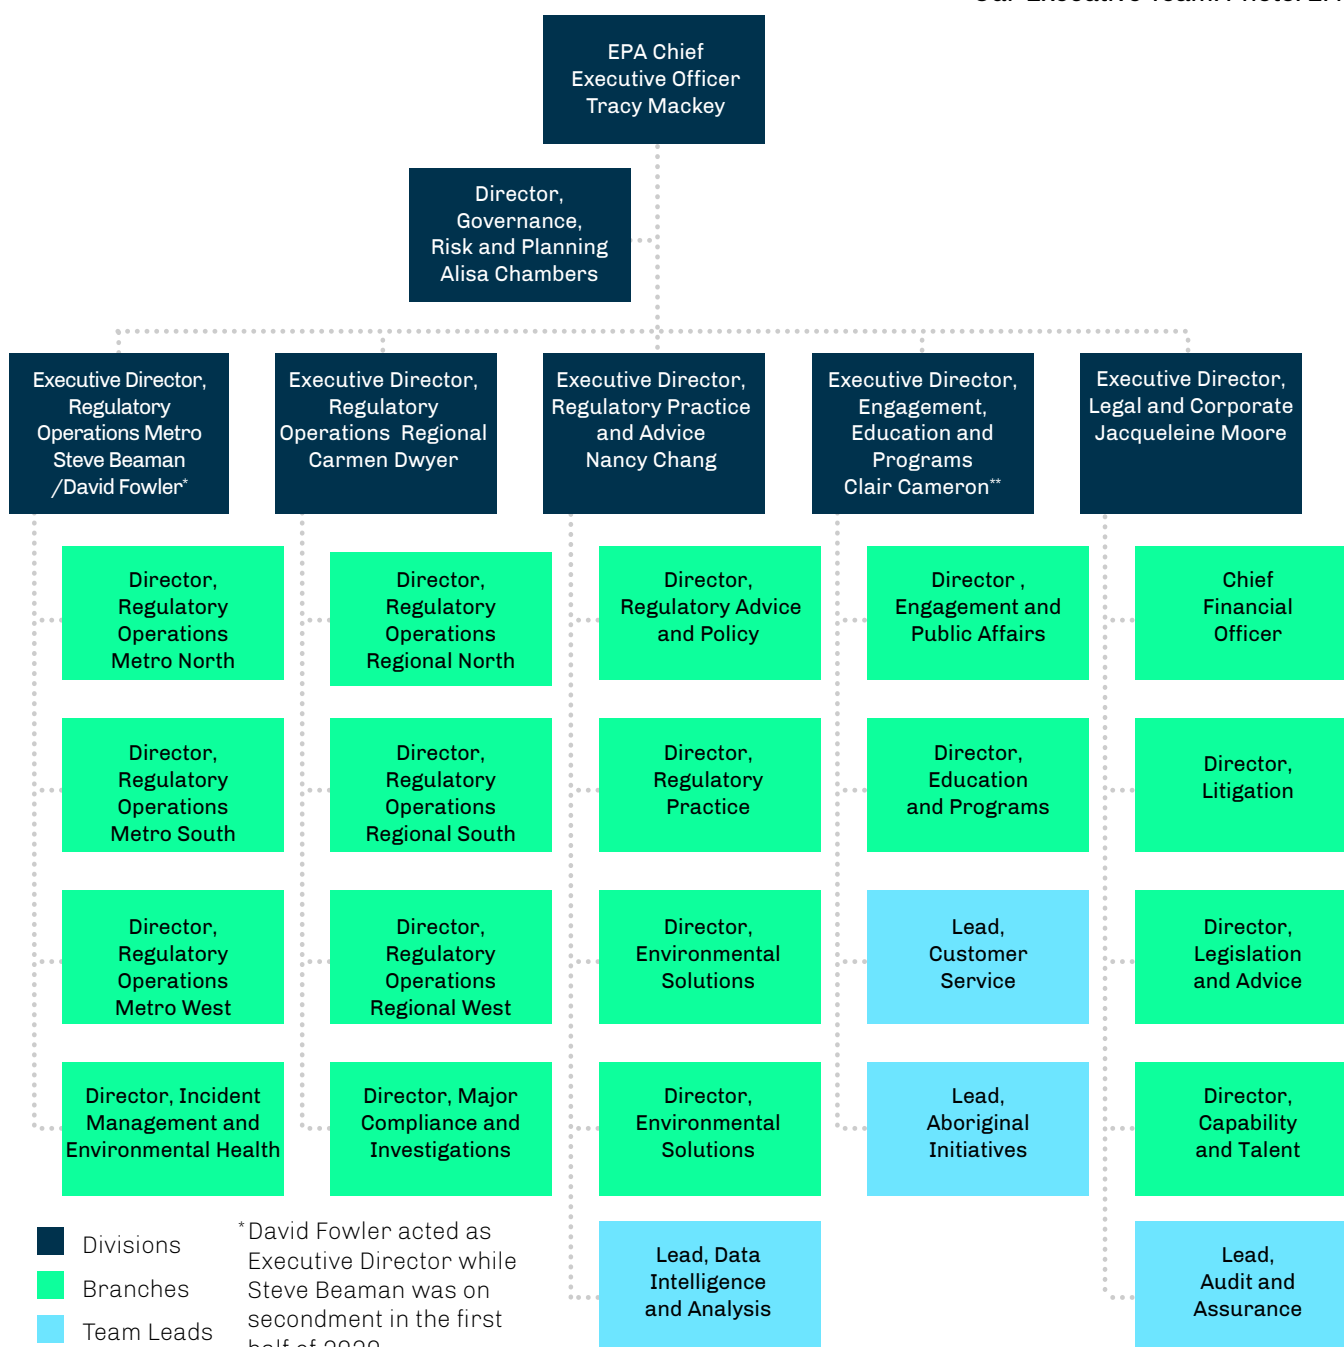 EPA Chief
Executive Officer
Tracy Mackey
Director,
Governance,
Risk and Planning
Alisa Chambers
Executive Director,
Regulatory
Operations Metro
Steve Beaman
/David Fowler*
Executive Director,
Regulatory
Operations Regional
Carmen Dwyer
Executive Director,
Regulatory Practice
and Advice
Nancy Chang
Executive Director,
Engagement,
Education and
Programs
Clair Cameron**
Executive Director,
Legal and Corporate
Jacqueleine Moore
Director,
Regulatory
Operations
Metro North
Director,
Regulatory
Operations
Regional North
Director,
Regulatory Advice
and Policy
Director ,
Engagement and
Public Affairs
Chief
Financial
Officer
Director,
Regulatory
Operations
Metro South
Director,
Regulatory
Operations
Regional South
Director,
Regulatory
Practice
Director,
Education
and Programs
Director,
Litigation
Director,
Regulatory
Operations
Metro West
Director,
Regulatory
Operations
Regional West
Director,
Environmental
Solutions
Lead,
Customer
Service
Director,
Legislation
and Advice
Director, Incident
Management and
Environmental Health
Director, Major
Compliance and
Investigations
Director,
Environmental
Solutions
Lead,
Aboriginal
Initiatives
Director,
Capability
and Talent
Lead, Data
Intelligence
and Analysis
Lead,
Audit and
Assurance
Divisions
Branches
Team Leads
*David Fowler acted as
Executive Director while
Steve Beaman was on
secondment in the first